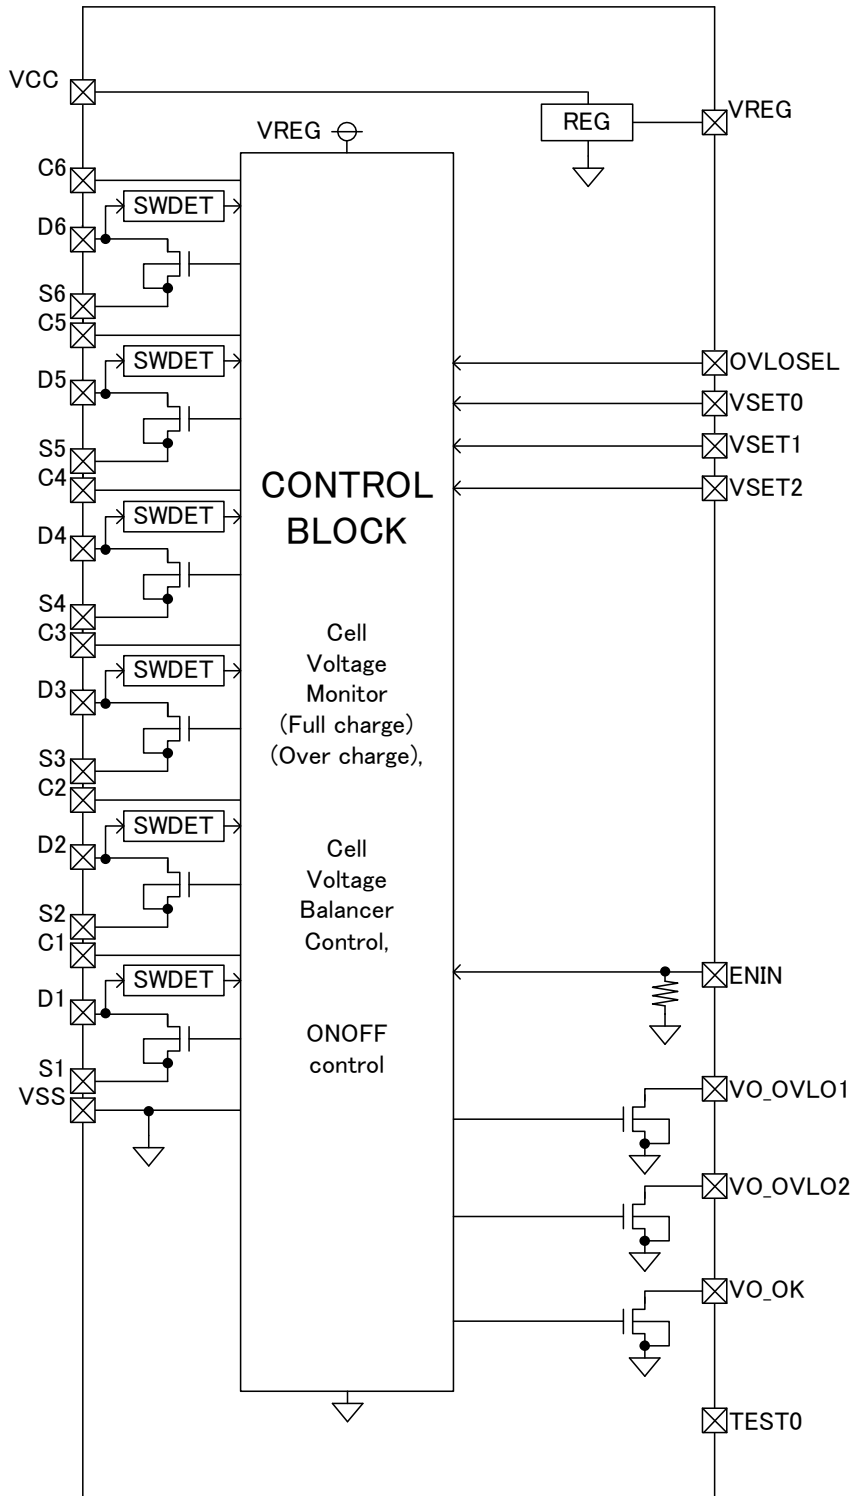 VCC
VREG
REG
VREG
C6
SWDET
D6
S6
C5
SWDET
D5
S5
C4
SWDET
D4
S4
C3
SWDET
D3
S3
C2
SWDET
D2
S2
C1
SWDET
D1
S1
VSS
CONTROL
BLOCK
Cell
Voltage
Monitor
(Full charge)
(Over charge),
Cell
Voltage
Balancer
Control,
ONOFF
control
OVLOSEL
VSET0
VSET1
VSET2
ENIN
VO_OVLO1
VO_OVLO2
VO_OK
TEST0